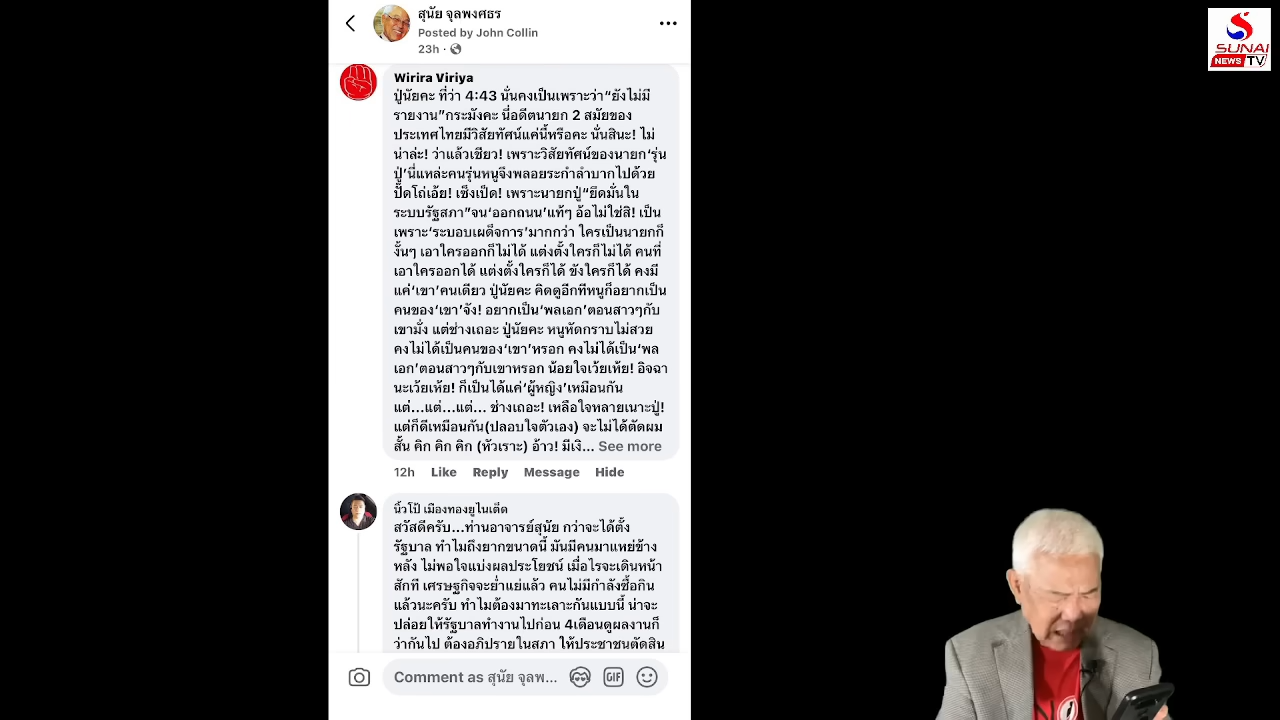 สุนัย จุลพงศธร
Posted by John Collin
23h
SUNAI
NEWS TV
Wirira Viriya
ปู่นัยคะ ที่ว่า 4:43 นั่นคงเป็นเพราะว่า“ยังไม่มี
รายงาน”กระมังคะ นี่อดีตนายก 2 สมัยของ
ประเทศไทยมีวิสัยทัศน์แค่นี้หรือคะ นั่นสินะ! ไม่
น่าล่ะ! ว่าแล้วเชียว! เพราะวิสัยทัศน์ของนายก‘รุ่น
ปู่’นี่แหล่ะคนรุ่นหนูจึงพลอยระกำลำบากไปด้วย
ปัดโถ่เอ้ย! เซ็งเป็ด! เพราะนายกปู่“ยึดมั่นใน
ระบบรัฐสภา”จน‘ออกถนน’แท้ๆ อ้อไม่ใช่สิ! เป็น
เพราะ‘ระบอบเผด็จการ’มากกว่า ใครเป็นนายกก็
งั้นๆ เอาใครออกก็ไม่ได้ แต่งตั้งใครก็ไม่ได้ คนที่
เอาใครออกได้ แต่งตั้งใครก็ได้ ขังใครก็ได้ คงมี
แค่‘เขา’คนเดียว ปู่นัยคะ คิดดูอีกทีหนูก็อยากเป็น
คนของ‘เขา’จัง! อยากเป็น‘พลเอก’ตอนสาวๆกับ
เขามั่ง แต่ช่างเถอะ ปู่นัยคะ หนูหัดกราบไม่สวย
คงไม่ได้เป็นคนของ‘เขา’หรอก คงไม่ได้เป็น‘พล
เอก’ตอนสาวๆกับเขาหรอก น้อยใจเว้ยเห้ย! อิจฉา
นะเว้ยเห้ย! ก็เป็นได้แค่‘ผู้หญิง’เหมือนกัน
แต่...แต่...แต่... ช่างเถอะ! เหลือใจหลายเนาะปู่!
แต่ก็ดีเหมือนกัน(ปลอบใจตัวเอง) จะไม่ได้ตัดผม
สั้น คิก คิก คิก (หัวเราะ) อ้าว! มีเงิ... See more
12h Like Reply Message Hide
นิ้วโป้ เมืองทองยูไนเต็ด
สวัสดีครับ...ท่านอาจารย์สุนัย กว่าจะได้ตั้ง
รัฐบาล ทำไมถึงยากขนาดนี้ มันมีคนมาแหย่ข้าง
หลัง ไม่พอใจแบ่งผลประโยชน์ เมื่อไรจะเดินหน้า
สักที เศรษฐกิจจะย่ำแย่แล้ว คนไม่มีกำลังซื้อกิน
แล้วนะครับ ทำไมต้องมาทะเลาะกันแบบนี้ น่าจะ
ปล่อยให้รัฐบาลทำงานไปก่อน 4เดือนดูผลงานก็
ว่ากันไป ต้องอภิปรายในสภา ให้ประชาชนตัดสิน
Comment as สุนัย จุลพ...
GIF